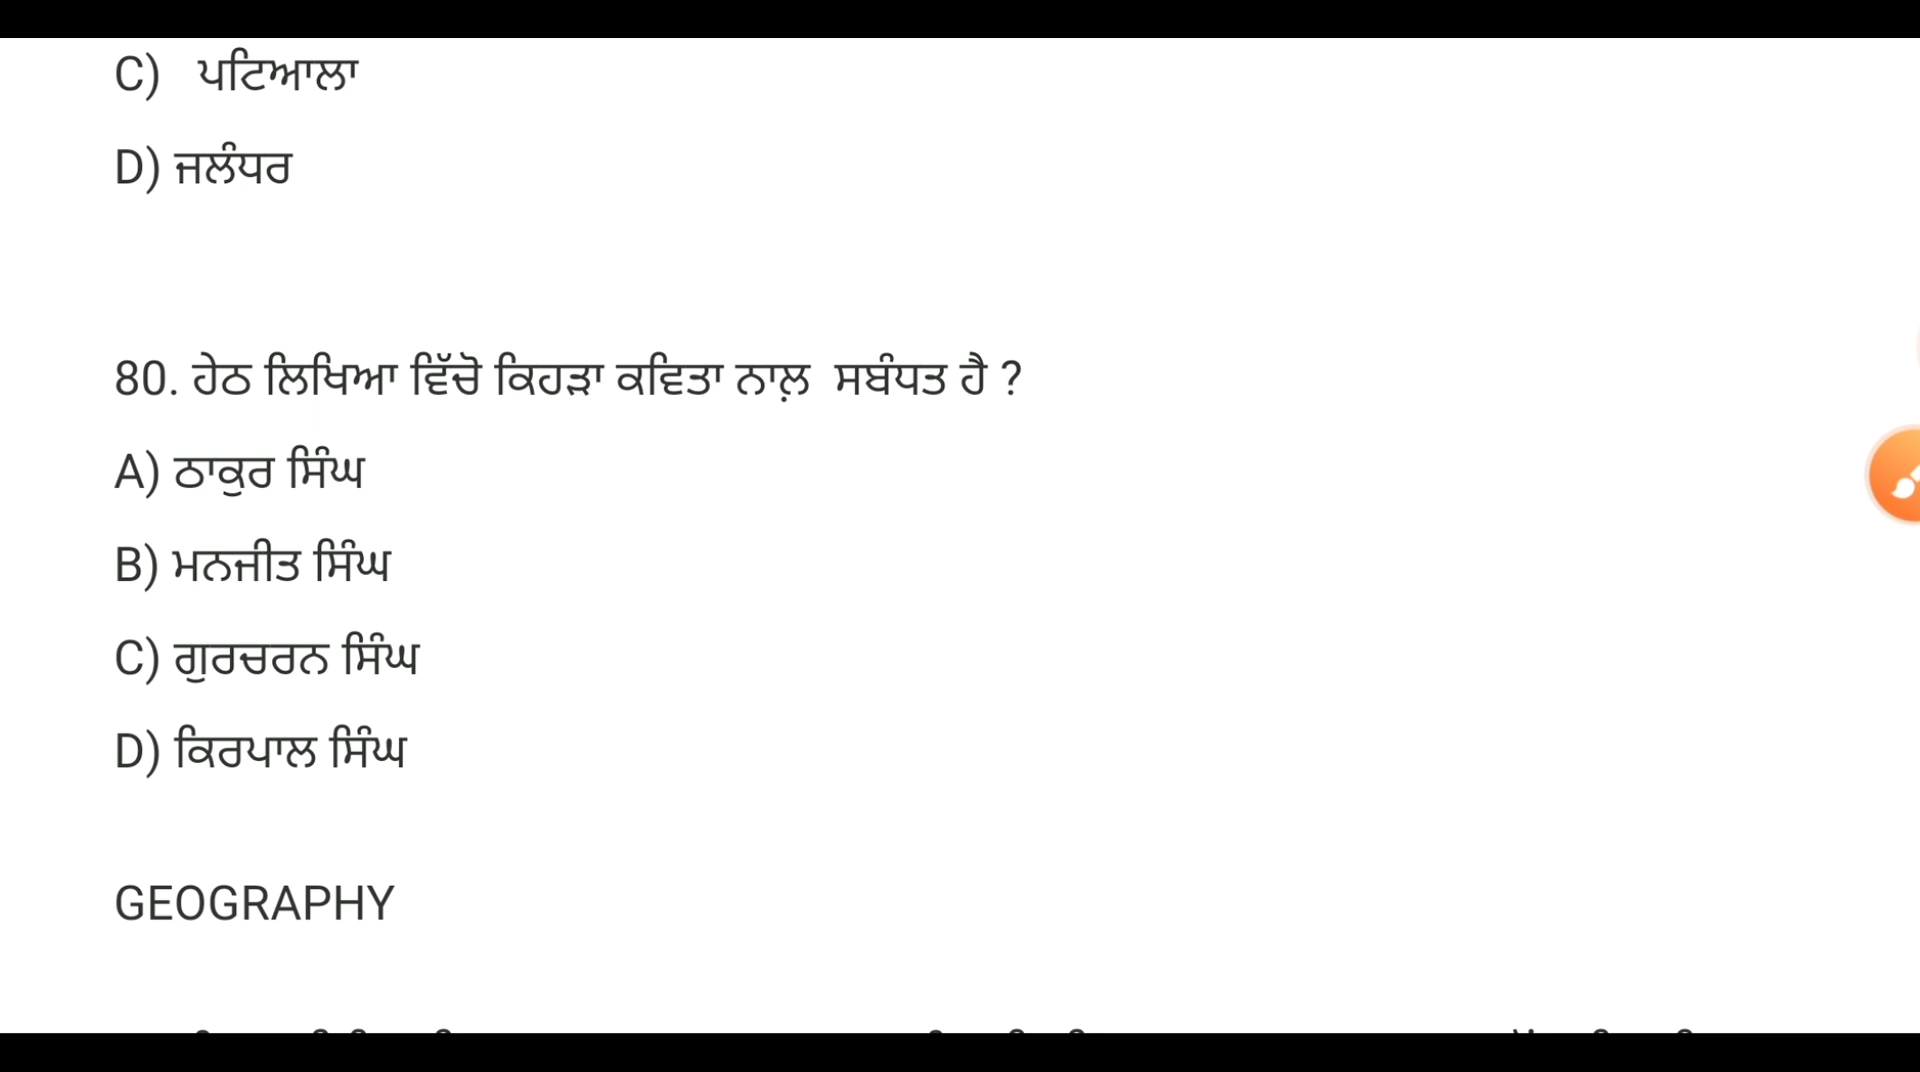 C) ਪਟਿਆਲਾ
D) ਜਲੰਧਰ
80. ਹੇਠ ਲਿਖਿਆ ਵਿੱਚੋ ਕਿਹੜਾ ਕਵਿਤਾ ਨਾਲ਼ ਸਬੰਧਤ ਹੈ ?
A) ਠਾਕੁਰ ਸਿੰਘ
B) ਮਨਜੀਤ ਸਿੰਘ
C) ਗੁਰਚਰਨ ਸਿੰਘ
D) ਕਿਰਪਾਲ ਸਿੰਘ
GEOGRAPHY